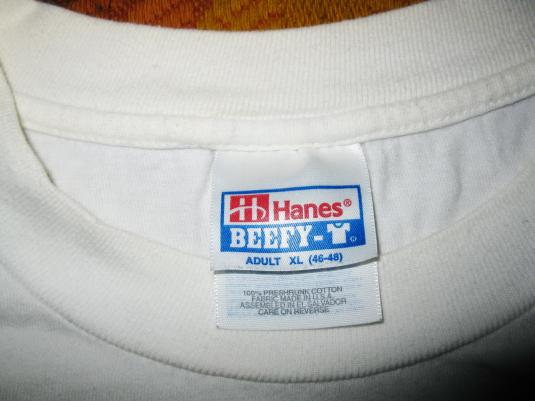 Hanes®
BEEFY-T®
ADULT XL (46-48)
100% PRESHRUNK COTTON
FABRIC MADE IN U.S.A.
ASSEMBLED IN EL SALVADOR
CARE ON REVERSE